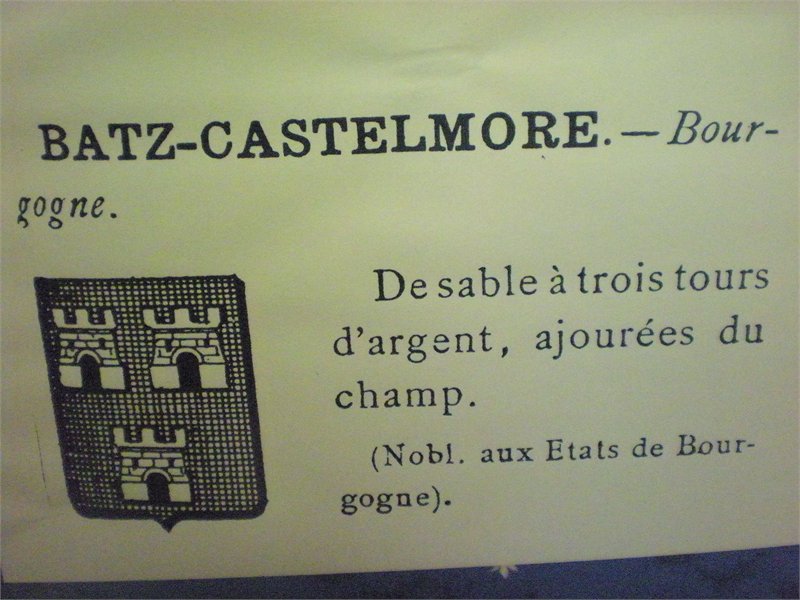 BATZ-CASTELMORE. — Bour-
gogne.
De sable à trois tours
d'argent, ajourées du
champ.
(Nobl. aux Etats de Bour-
gogne).